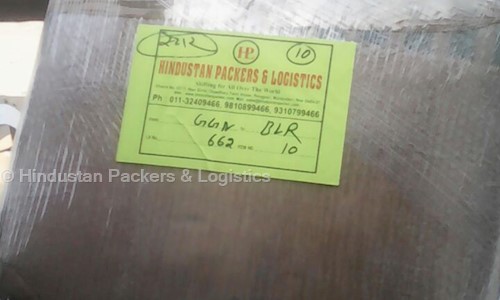 2212 HP 10
HINDUSTAN PACKERS & LOGISTICS
Shifting for All Over The World
Ph : 011-32409466, 9810899466, 9310799466
GGN TO BLR
662 10
© Hindustan Packers & Logistics